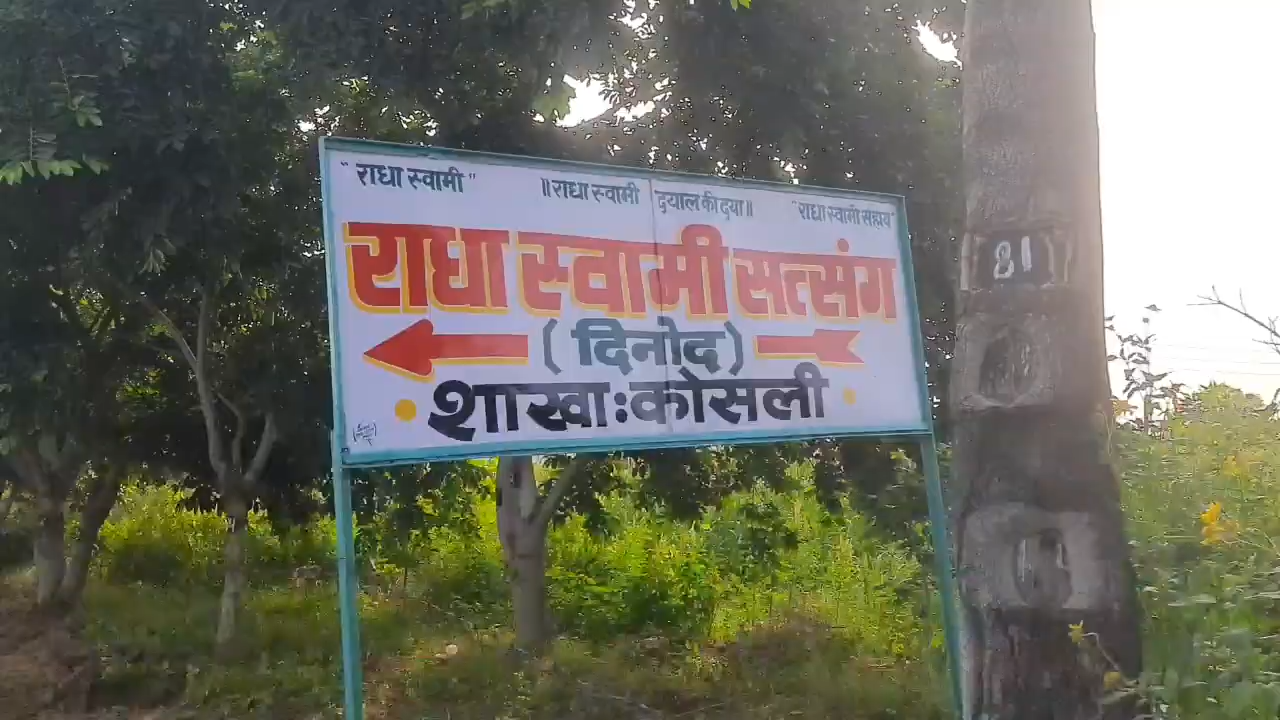 "राधा स्वामी" ॥राधा स्वामी दयाल की दया॥ "राधा स्वामी सहाय"
राधा स्वामी सत्संग
(दिनोद)
शाखा:कोसली
81